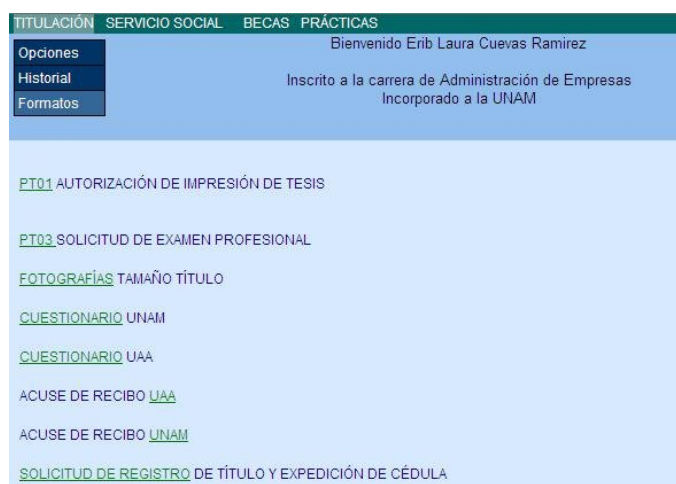 TITULACIÓN SERVICIO SOCIAL BECAS PRÁCTICAS
Opciones
Historial
Formatos
Bienvenido Erib Laura Cuevas Ramirez
Inscrito a la carrera de Administración de Empresas
Incorporado a la UNAM
PT01 AUTORIZACIÓN DE IMPRESIÓN DE TESIS
PT03 SOLICITUD DE EXAMEN PROFESIONAL
FOTOGRAFÍAS TAMAÑO TÍTULO
CUESTIONARIO UNAM
CUESTIONARIO UAA
ACUSE DE RECIBO UAA
ACUSE DE RECIBO UNAM
SOLICITUD DE REGISTRO DE TÍTULO Y EXPEDICIÓN DE CÉDULA